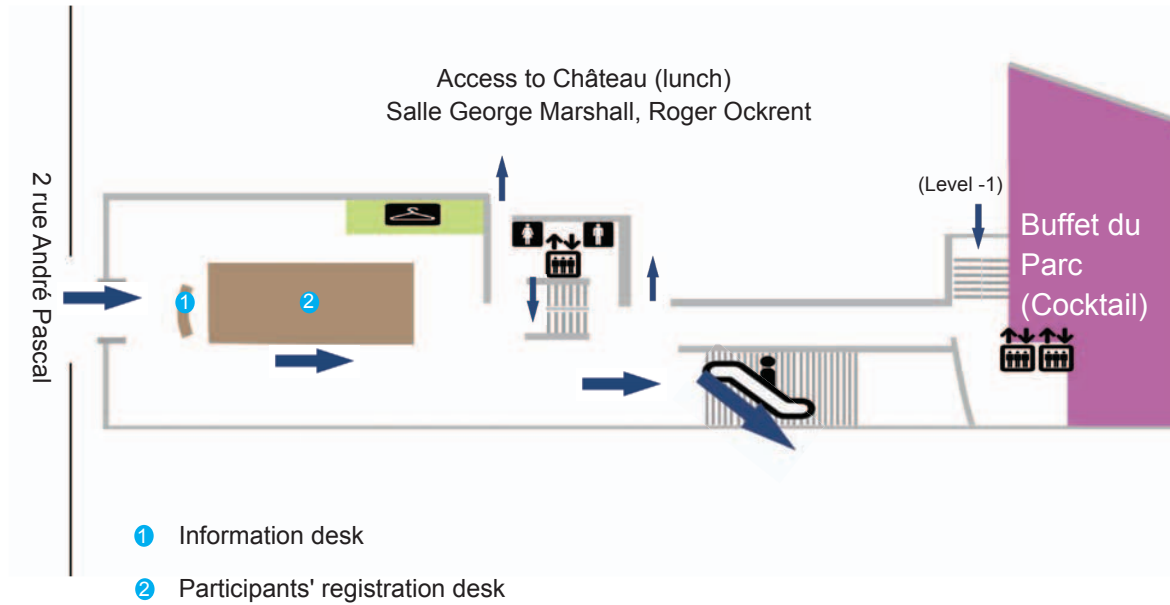 Access to Château (lunch)
Salle George Marshall, Roger Ockrent
2 rue André Pascal
(Level -1)
Buffet du
Parc
(Cocktail)
1
2
1 Information desk
2 Participants' registration desk